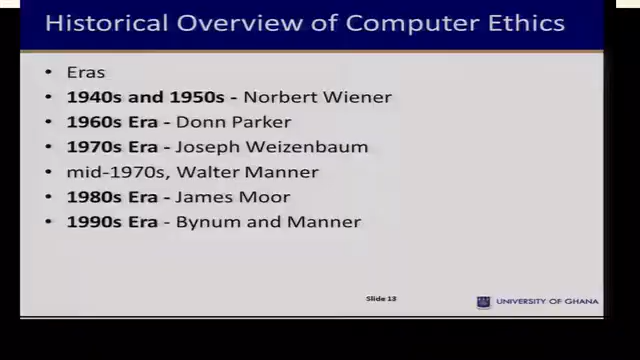 Historical Overview of Computer Ethics
• Eras
• 1940s and 1950s - Norbert Wiener
• 1960s Era - Donn Parker
• 1970s Era - Joseph Weizenbaum
• mid-1970s, Walter Manner
• 1980s Era - James Moor
• 1990s Era - Bynum and Manner
Slide 13
UNIVERSITY OF GHANA